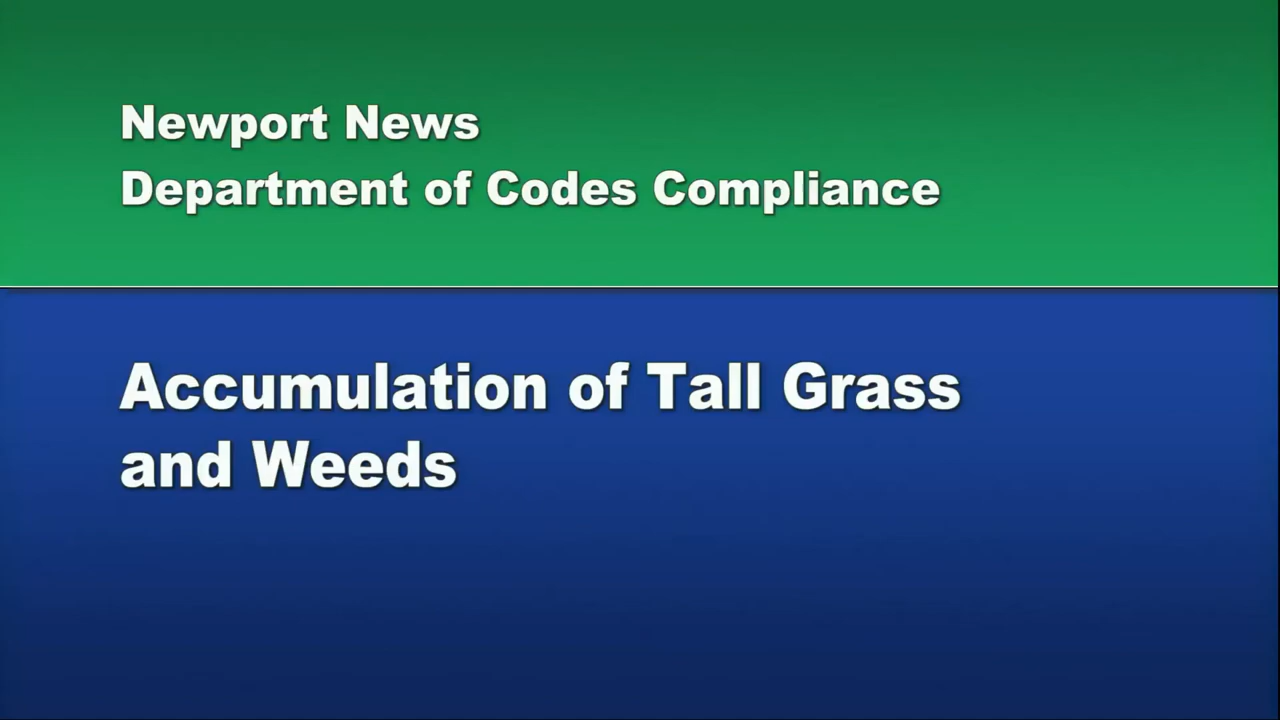 Newport News
Department of Codes Compliance
Accumulation of Tall Grass
and Weeds